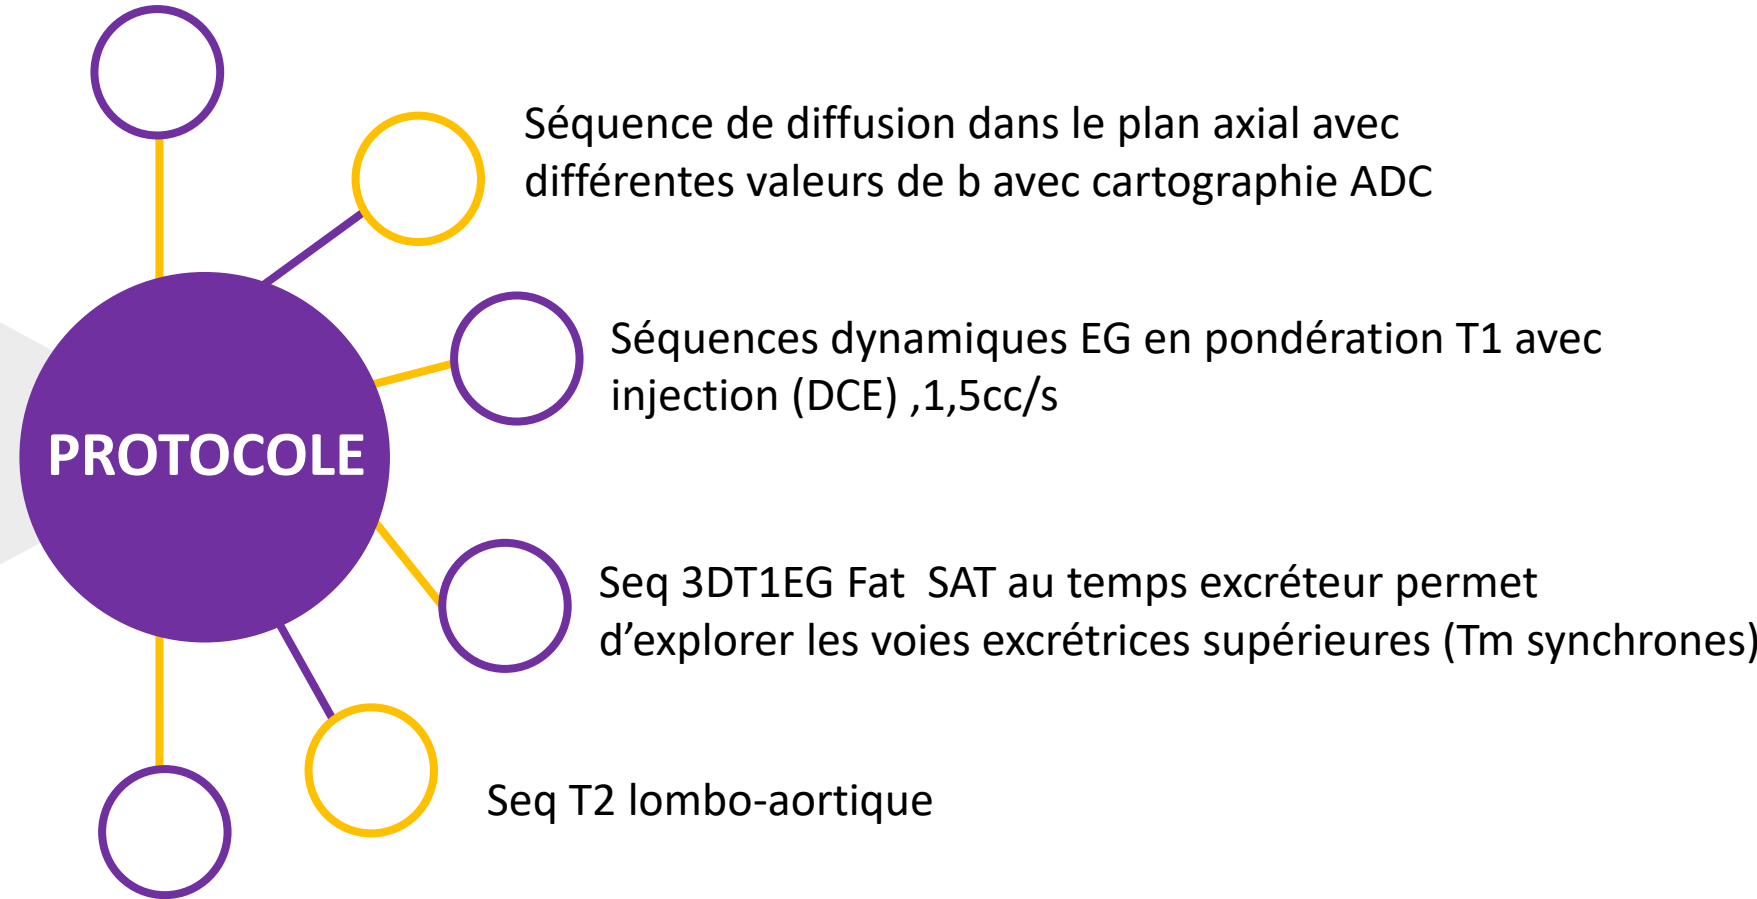 Séquence de diffusion dans le plan axial avec
différentes valeurs de b avec cartographie ADC
Séquences dynamiques EG en pondération T1 avec
injection (DCE) ,1,5cc/s
PROTOCOLE
Seq 3DT1EG Fat  SAT au temps excréteur permet
d’explorer les voies excrétrices supérieures (Tm synchrones)
Seq T2 lombo-aortique